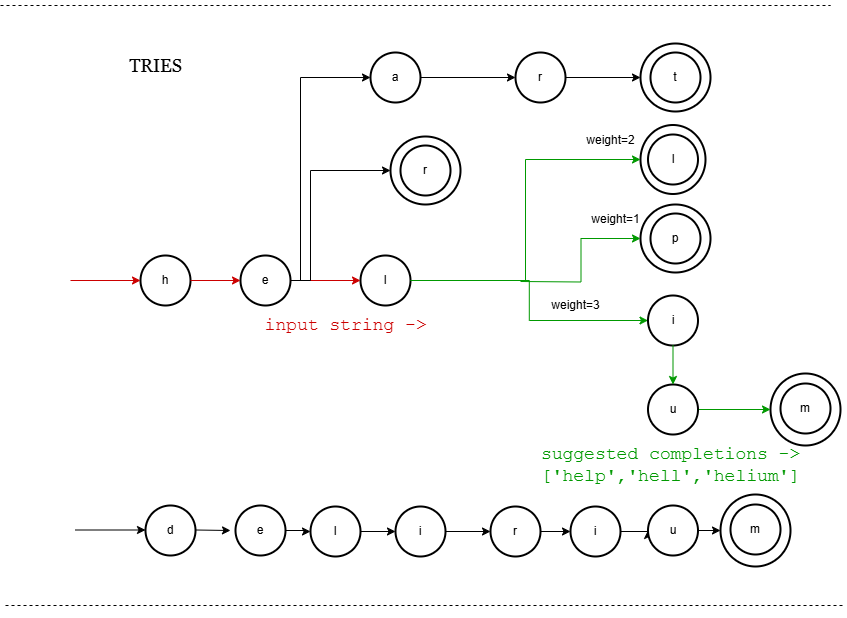 TRIES
a
r
t
weight=2
l
r
weight=1
p
h
e
l
weight=3
i
input string ->
u
m
suggested completions ->
['help','hell','helium']
d
e
l
i
r
i
u
m